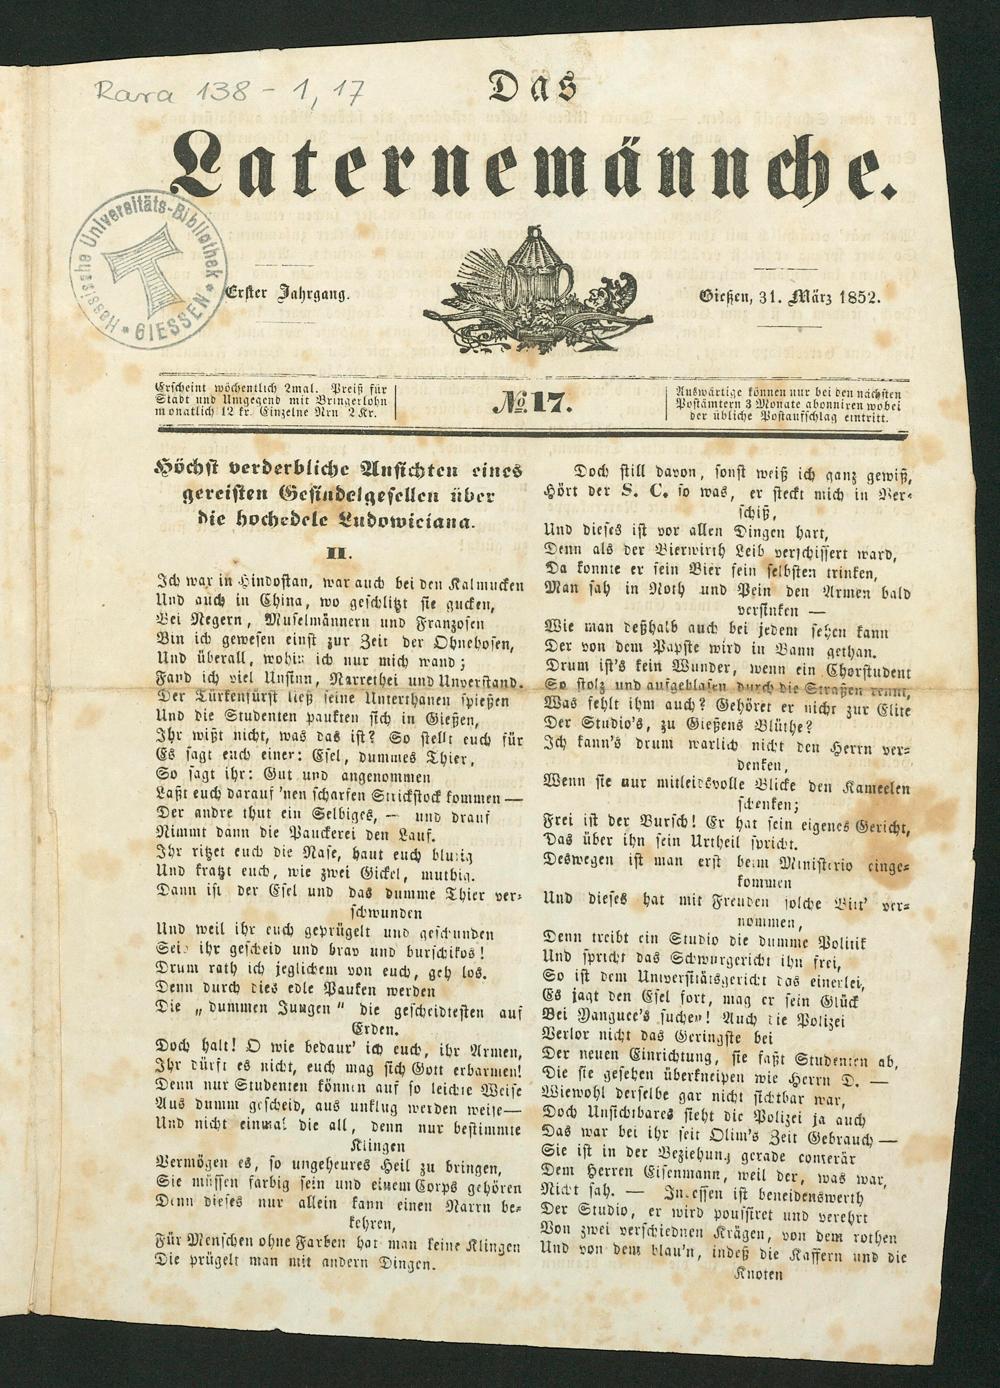 Rara 138 - 1, 17
Das
Laternemännche.
Hessische Universitäts-Bibliothek
* GIESSEN *
Erster Jahrgang.
Gießen, 31. März 1852.
Erscheint wöchentlich 2mal. Preiß für
Stadt und Umgegend mit Bringerlohn
monatlich 12 kr. Einzelne Nrn 2 Kr.
No. 17.
Auswärtige können nur bei den nächsten
Postämtern 3 Monate abonniren wobei
der übliche Postaufschlag eintritt.
Höchst verderbliche Ansichten eines
gereisten Gesindelgesellen über
die hochedele Ludowiciana.
II.
Ich war in Hindostan, war auch bei den Kalmucken
Und auch in China, wo geschlitzt sie gucken,
Bei Negern, Muselmännern und Franzosen
Bin ich gewesen einst zur Zeit der Ohnehosen,
Und überall, wohin ich nur mich wand;
Fand ich viel Unsinn, Narrethei und Unverstand.
Der Türkenfürst ließ seine Unterthanen spießen
Und die Studenten paukten sich in Gießen,
Ihr wißt nicht, was das ist? So stellt euch für
Es sagt euch einer: Esel, dummes Thier,
So sagt ihr: Gut und angenommen
Laßt euch darauf 'nen scharfen Strickstock kommen —
Der andre thut ein Selbiges, — und drauf
Nimmt dann die Pauckerei den Lauf.
Ihr ritzet euch die Nase, haut euch blutig
Und kratzt euch, wie zwei Gickel, muthig.
Dann ist der Esel und das dumme Thier ver-
schwunden
Und weil ihr euch geprügelt und geschunden
Seid ihr gescheid und brav und burschikos!
Drum rath ich jeglichem von euch, geh los.
Denn durch dies edle Pauken werden
Die „dummen Jungen“ die gescheidtesten auf
Erden.
Doch halt! O wie bedaur' ich euch, ihr Armen,
Ihr dürft es nicht, euch mag sich Gott erbarmen!
Denn nur Studenten können auf so leichte Weise
Aus dumm gescheid, aus unklug werden weise—
Und nicht einmal die all, denn nur bestimmte
Klingen
Vermögen es, so ungeheures Heil zu bringen,
Sie müssen farbig sein und einem Corps gehören
Denn dieses nur allein kann einen Narrn be-
kehren,
Für Menschen ohne Farben hat man keine Klingen
Die prügelt man mit andern Dingen.
Doch still davon, sonst weiß ich ganz gewiß,
Hört der S. C. so was, er steckt mich in Ver-
schiß,
Und dieses ist vor allen Dingen hart,
Denn als der Bierwirth Leib verschissert ward,
Da konnte er sein Bier fein selbsten trinken,
Man sah in Noth und Pein den Armen bald
versinken —
Wie man deßhalb auch bei jedem sehen kann
Der von dem Papste wird in Bann gethan.
Drum ist's kein Wunder, wenn ein Chorstudent
So stolz und aufgeblasen durch die Straßen rennt,
Was fehlt ihm auch? Gehöret er nicht zur Elite
Der Studio's, zu Gießens Blüthe?
Ich kann's drum warlich nicht den Herrn ver-
denken,
Wenn sie nur mitleidsvolle Blicke den Kameelen
schenken;
Frei ist der Bursch! Er hat sein eigenes Gericht,
Das über ihn sein Urtheil spricht.
Deswegen ist man erst beim Ministerio einge-
kommen
Und dieses hat mit Freuden solche Bitt' ver-
nommen,
Denn treibt ein Studio die dumme Politik
Und spricht das Schwurgericht ihn frei,
So ist dem Universitätsgericht das einerlei,
Es jagt den Esel fort, mag er sein Glück
Bei Yanguee's suchen! Auch die Polizei
Verlor nicht das Geringste bei
Der neuen Einrichtung, sie faßt Studenten ab,
Die sie gesehen überkneipen wie Herrn D. —
Wiewohl derselbe gar nicht sichtbar war,
Doch Unsichtbares sieht die Polizei ja auch
Das war bei ihr seit Olim's Zeit Gebrauch —
Sie ist in der Beziehung gerade conterär
Dem Herren Eisenmann, weil der, was war,
Nicht sah. — Indessen ist beneidenswerth
Der Studio, er wird poussiret und verehrt
Von zwei verschiednen Krägen, von dem rothen
Und von dem blau'n, indeß die Kaffern und die
Knoten